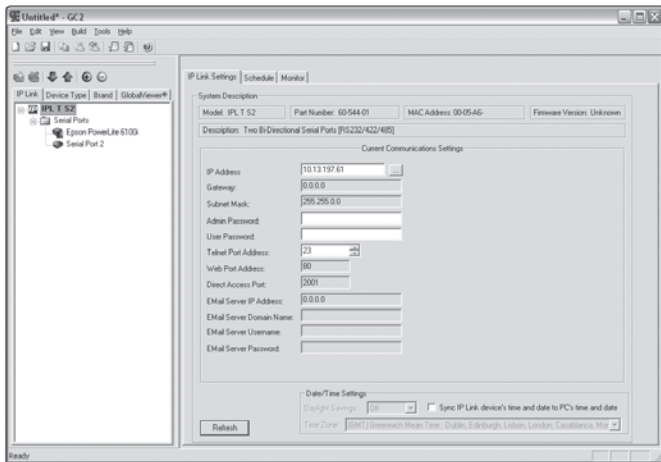 Untitled* - GC2
File Edit View Build Tools Help
IP Link Device Type Brand GlobalViewer®
IPL T S2
Serial Ports
Epson PowerLite 6100i
Serial Port 2
IP Link Settings Schedule Monitor
System Description
Model: IPL T S2 Part Number: 60-544-01 MAC Address: 00-05-A6- Firmware Version: Unknown
Description: Two Bi-Directional Serial Ports [RS232/422/485]
Current Communications Settings
IP Address 10.13.197.61 ...
Gateway: 0.0.0.0
Subnet Mask: 255.255.0.0
Admin Password:
User Password:
Telnet Port Address: 23
Web Port Address: 80
Direct Access Port: 2001
EMail Server IP Address: 0.0.0.0
EMail Server Domain Name:
EMail Server Username:
EMail Server Password:
Date/Time Settings
Daylight Savings: Off Sync IP Link device's time and date to PC's time and date
Time Zone: (GMT) Greenwich Mean Time : Dublin, Edinburgh, Lisbon, London, Casablanca, Mon
Refresh
Ready